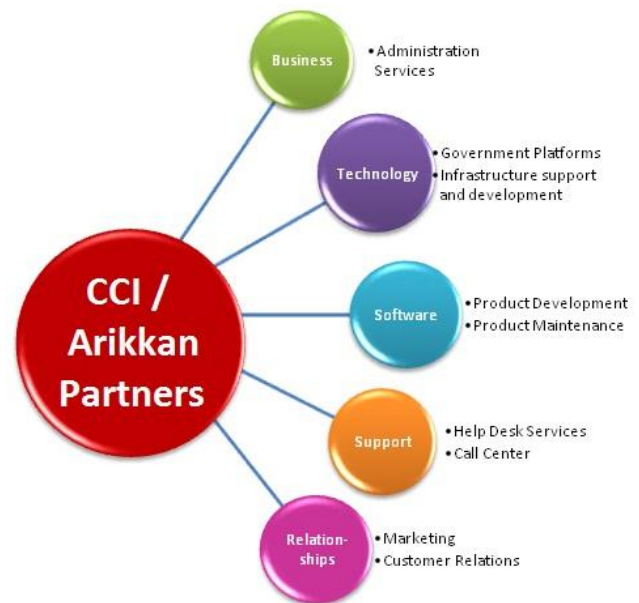 Business
• Administration
Services
Technology
• Government Platforms
• Infrastructure support
and development
CCI /
Arikkan
Partners
Software
• Product Development
• Product Maintenance
Support
• Help Desk Services
• Call Center
Relation-
ships
• Marketing
• Customer Relations